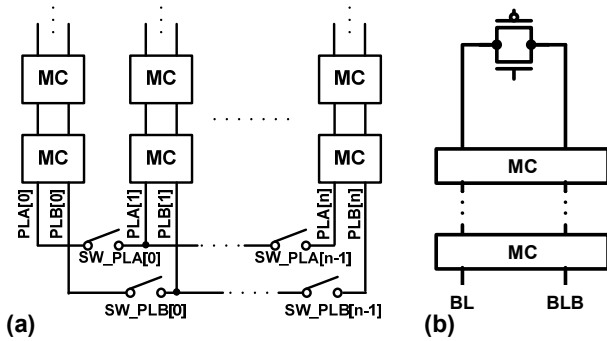 MC MC MC
MC MC MC
PLA[0] PLB[0] PLA[1] PLB[1] PLA[n] PLB[n]
SW_PLA[0] SW_PLA[n-1]
SW_PLB[0] SW_PLB[n-1]
(a)
MC
MC
BL BLB
(b)